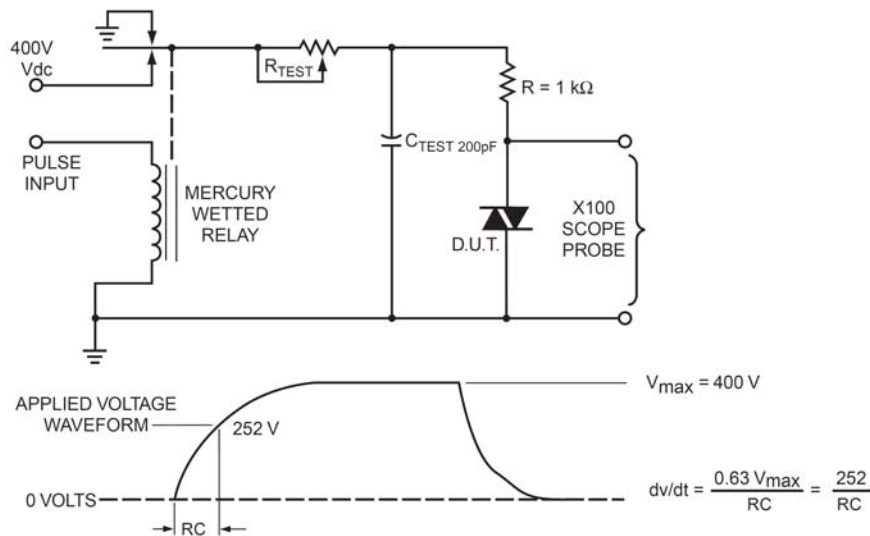 400V
Vdc
R_TEST
R = 1 kΩ
C_TEST 200pF
PULSE
INPUT
MERCURY
WETTED
RELAY
D.U.T.
X100
SCOPE
PROBE
V_max = 400 V
APPLIED VOLTAGE
WAVEFORM
252 V
0 VOLTS
RC
dv/dt = 0.63 V_max / RC = 252 / RC